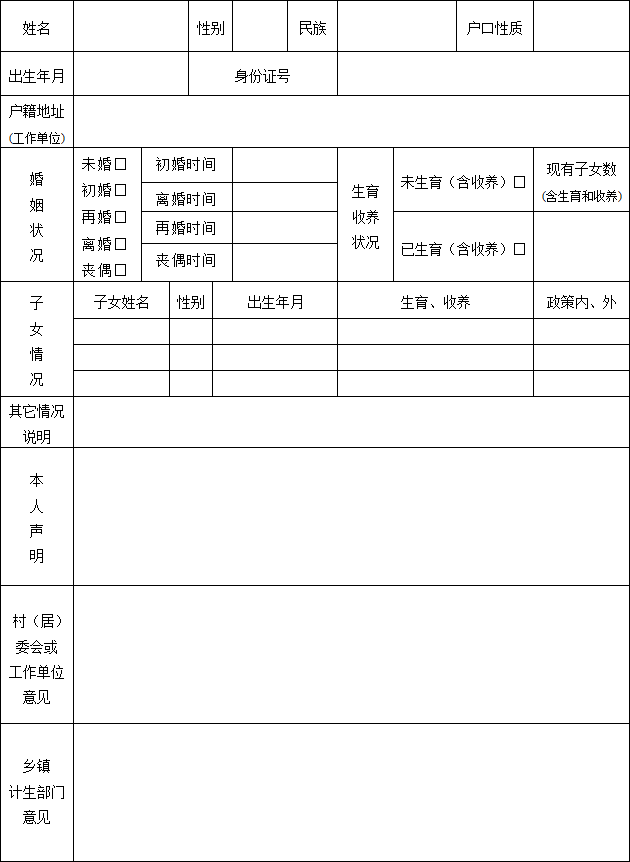 姓名 性别 民族 户口性质
出生年月 身份证号
户籍地址
(工作单位)
婚
姻
状
况
未婚□
初婚□
再婚□
离婚□
丧偶□
初婚时间
离婚时间
再婚时间
丧偶时间
生育
收养
状况
未生育（含收养）□
已生育（含收养）□
现有子女数
(含生育和收养)
子
女
情
况
子女姓名 性别 出生年月 生育、收养 政策内、外
其它情况
说明
本
人
声
明
村（居）
委会或
工作单位
意见
乡镇
计生部门
意见